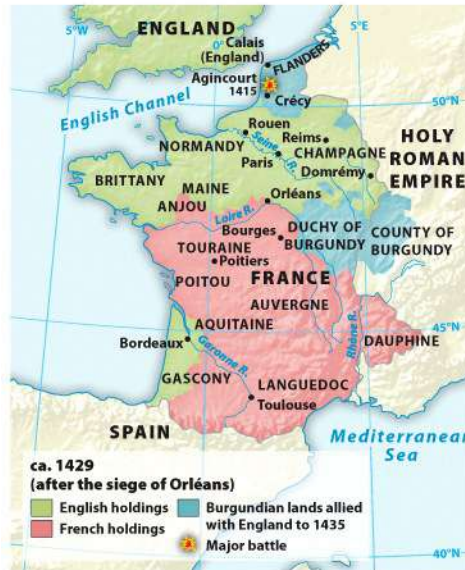 5°W
ENGLAND
0°
5°E
Calais
(England)
FLANDERS
Agincourt
1415
Crécy
50°N
English Channel
Rouen
Seine R.
Reims
HOLY
ROMAN
EMPIRE
NORMANDY
Paris
CHAMPAGNE
Domrémy
BRITTANY
MAINE
ANJOU
Orléans
Loire R.
Bourges
DUCHY OF
BURGUNDY
COUNTY OF
BURGUNDY
TOURAINE
Poitiers
FRANCE
POITOU
AUVERGNE
AQUITAINE
45°N
Rhône R.
DAUPHINE
Bordeaux
Garonne R.
GASCONY
LANGUEDOC
Toulouse
SPAIN
Mediterranean
Sea
ca. 1429
(after the siege of Orléans)
English holdings
French holdings
Burgundian lands allied
with England to 1435
Major battle
40°N